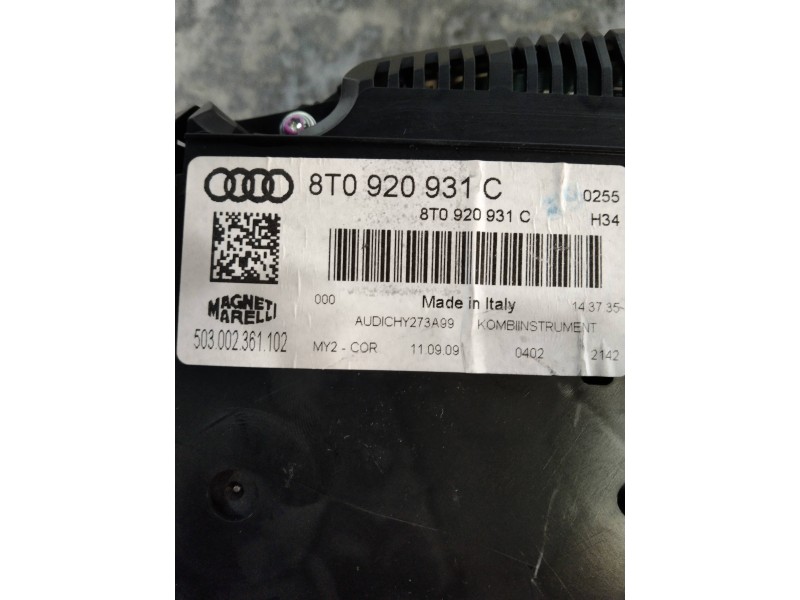 8T0 920 931 C
0255
8T0 920 931 C
H34
MAGNETI
MARELLI
000
Made in Italy
14:37:35
AUDICHY273A99 KOMBIINSTRUMENT
503.002.361.102
MY2 - COR 11.09.09 0402 2142